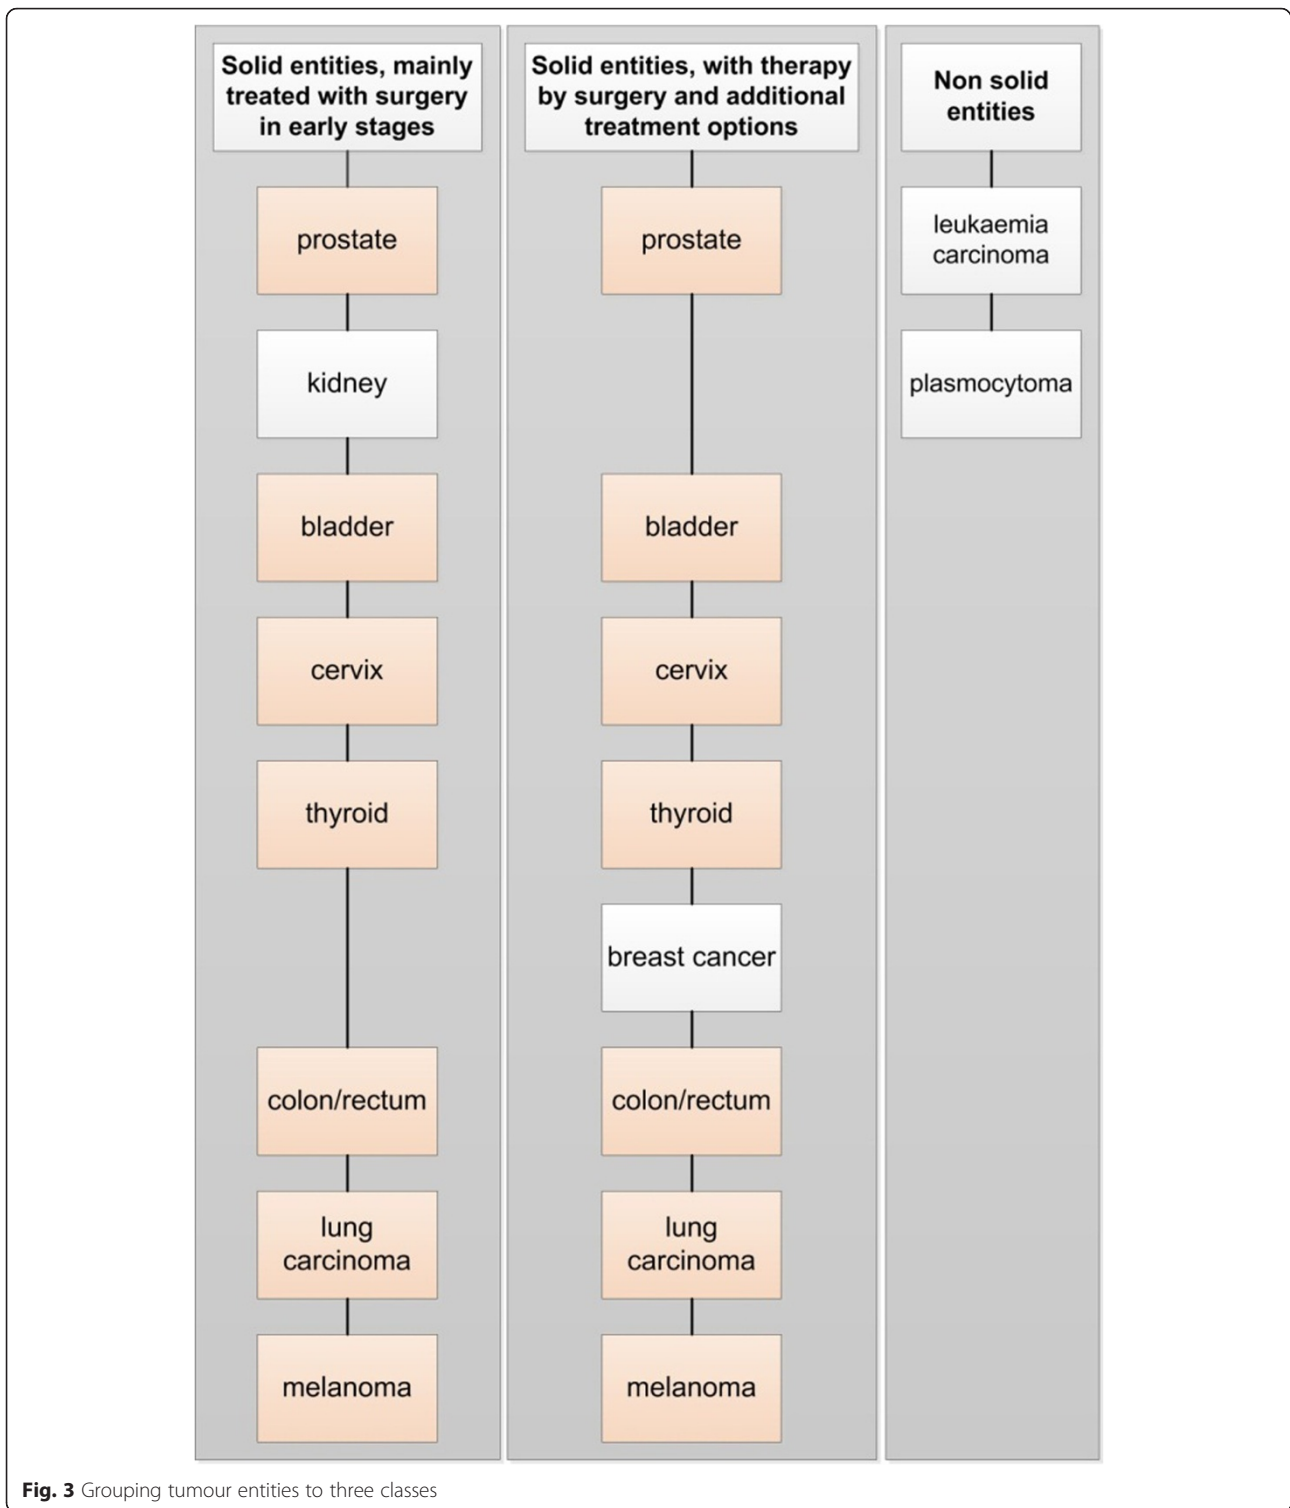 Solid entities, mainly
treated with surgery
in early stages
prostate
kidney
bladder
cervix
thyroid
colon/rectum
lung
carcinoma
melanoma
Solid entities, with therapy
by surgery and additional
treatment options
prostate
bladder
cervix
thyroid
breast cancer
colon/rectum
lung
carcinoma
melanoma
Non solid
entities
leukaemia
carcinoma
plasmocytoma
Fig. 3 Grouping tumour entities to three classes